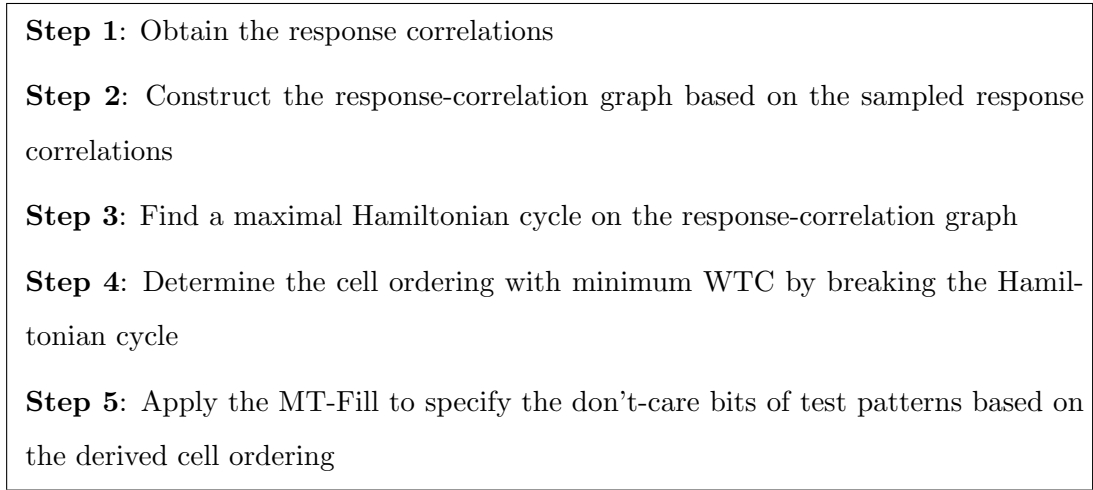 Step 1: Obtain the response correlations
Step 2: Construct the response-correlation graph based on the sampled response
correlations
Step 3: Find a maximal Hamiltonian cycle on the response-correlation graph
Step 4: Determine the cell ordering with minimum WTC by breaking the Hamil-
tonian cycle
Step 5: Apply the MT-Fill to specify the don't-care bits of test patterns based on
the derived cell ordering